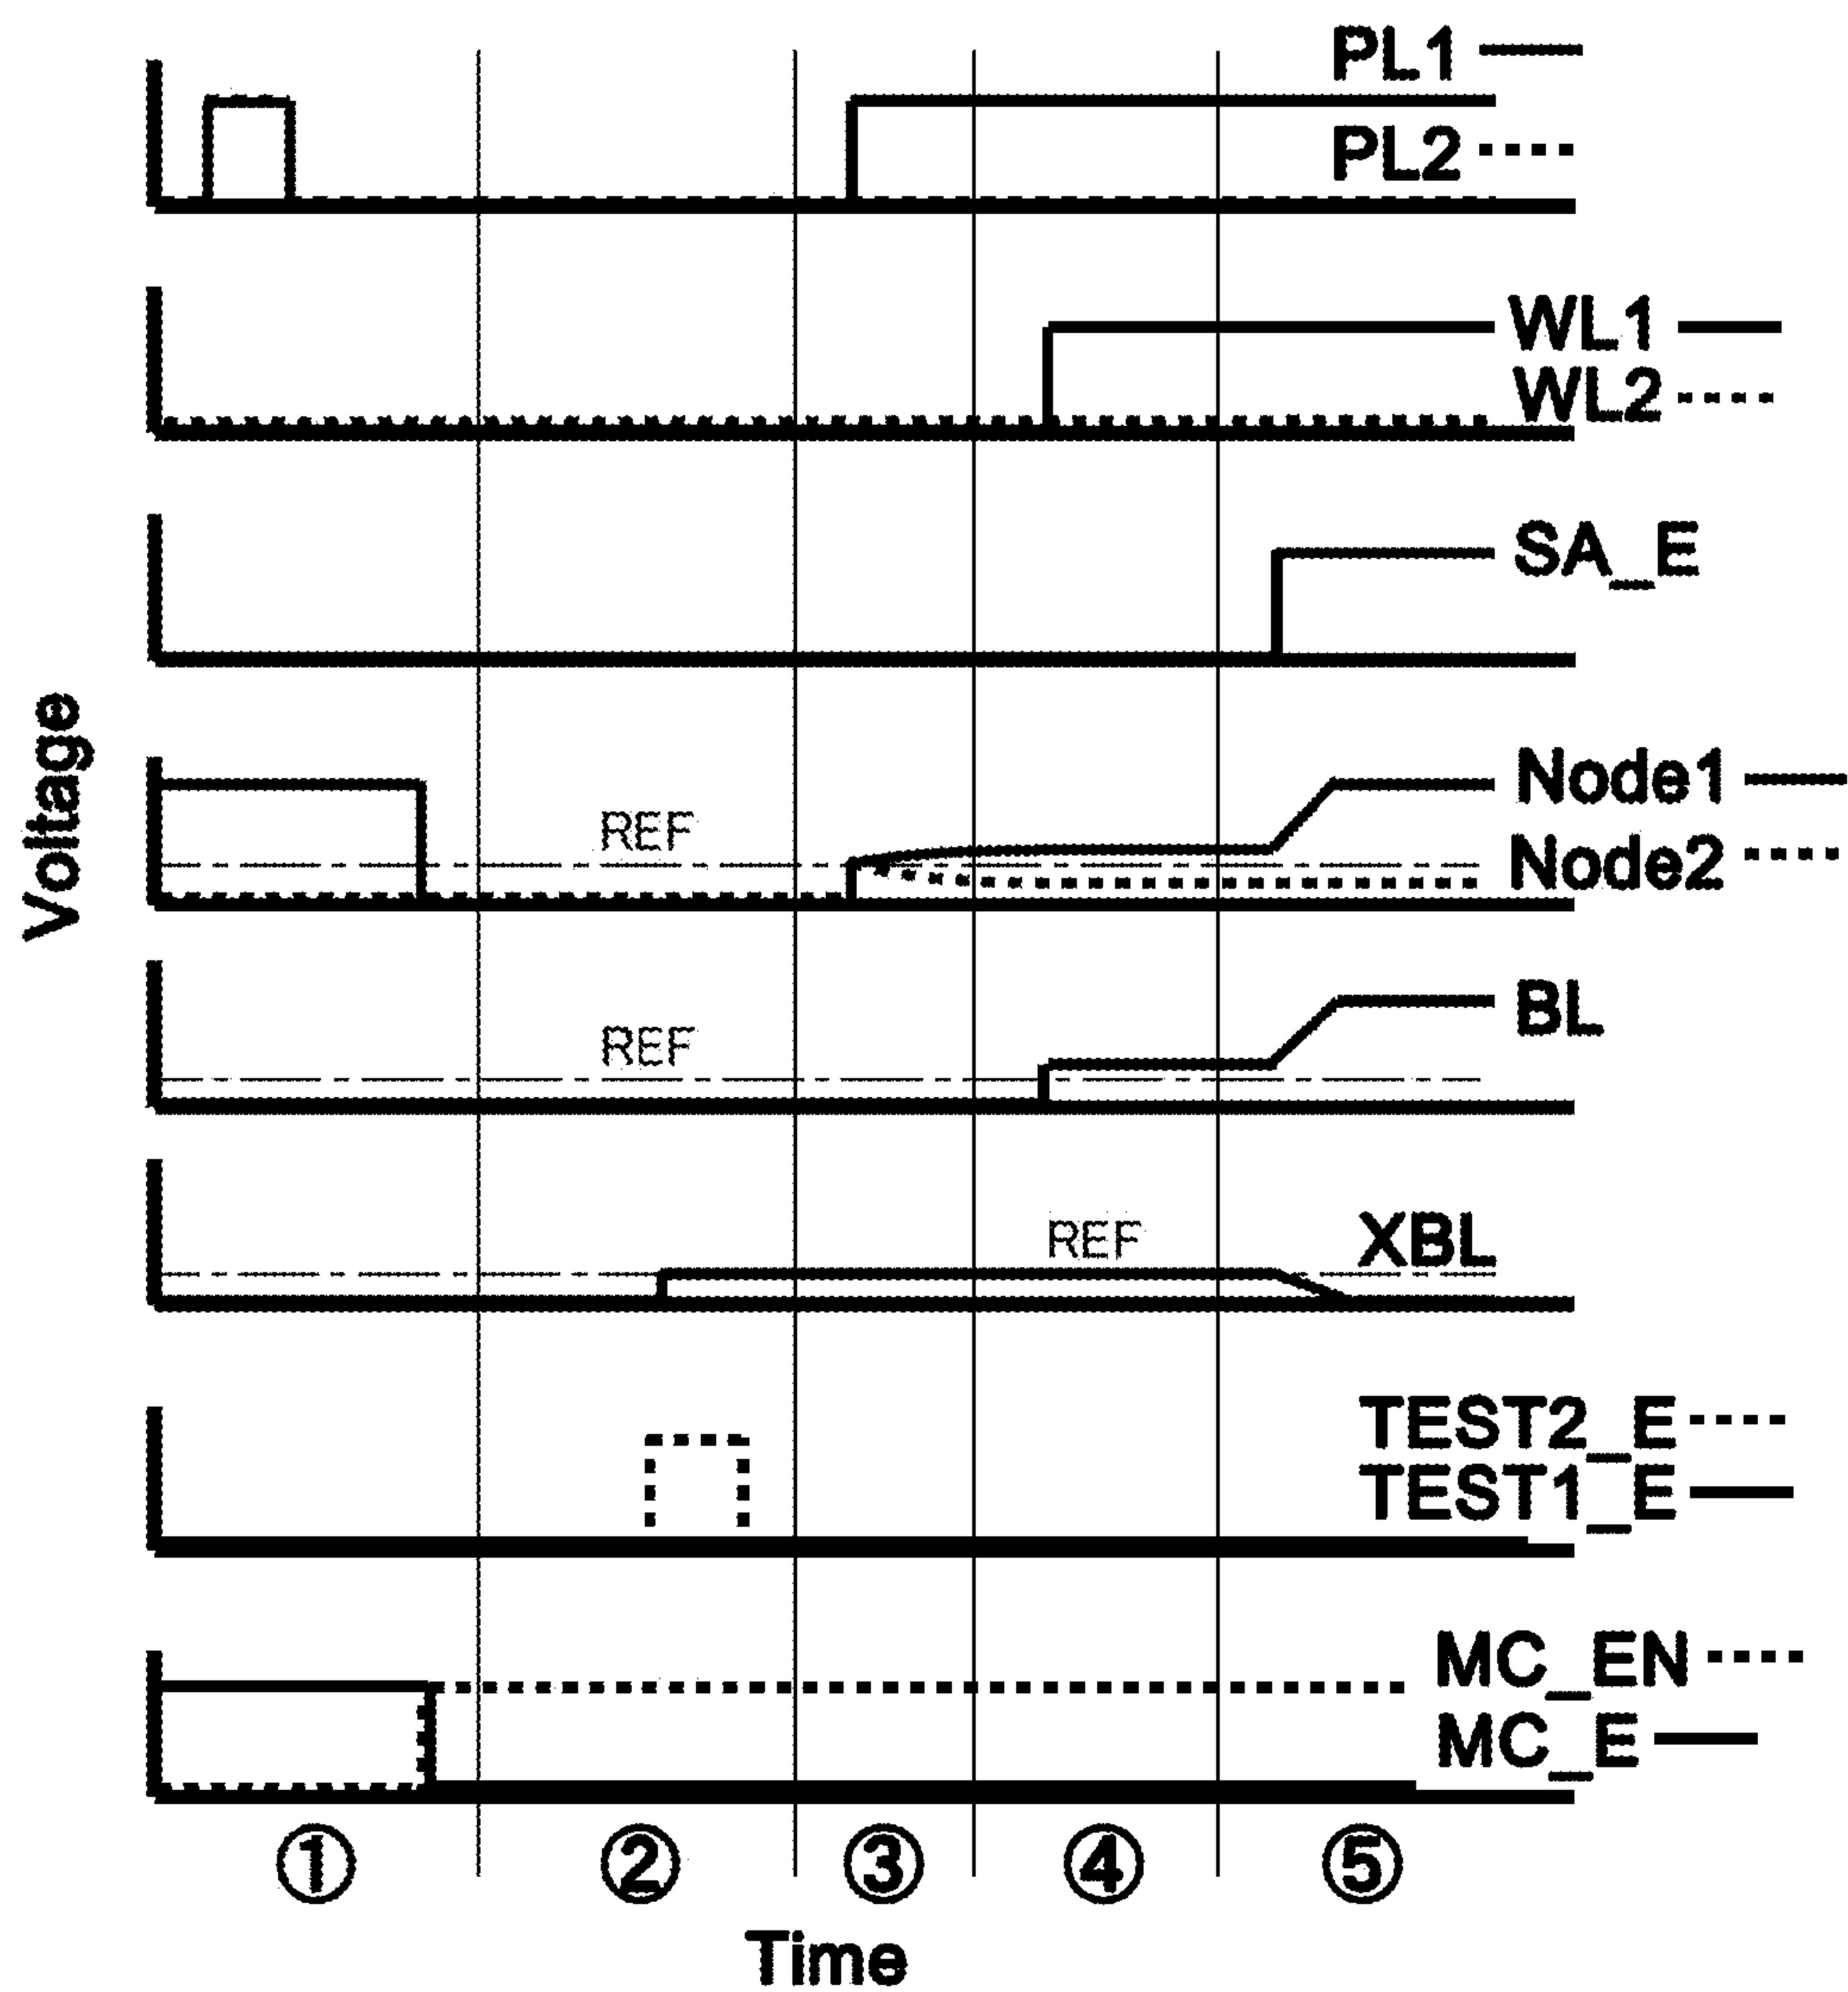 PL1
PL2
WL1
WL2
SA_E
Voltage
REF
Node1
Node2
REF
BL
REF
XBL
TEST2_E
TEST1_E
MC_EN
MC_E
① ② ③ ④ ⑤
Time